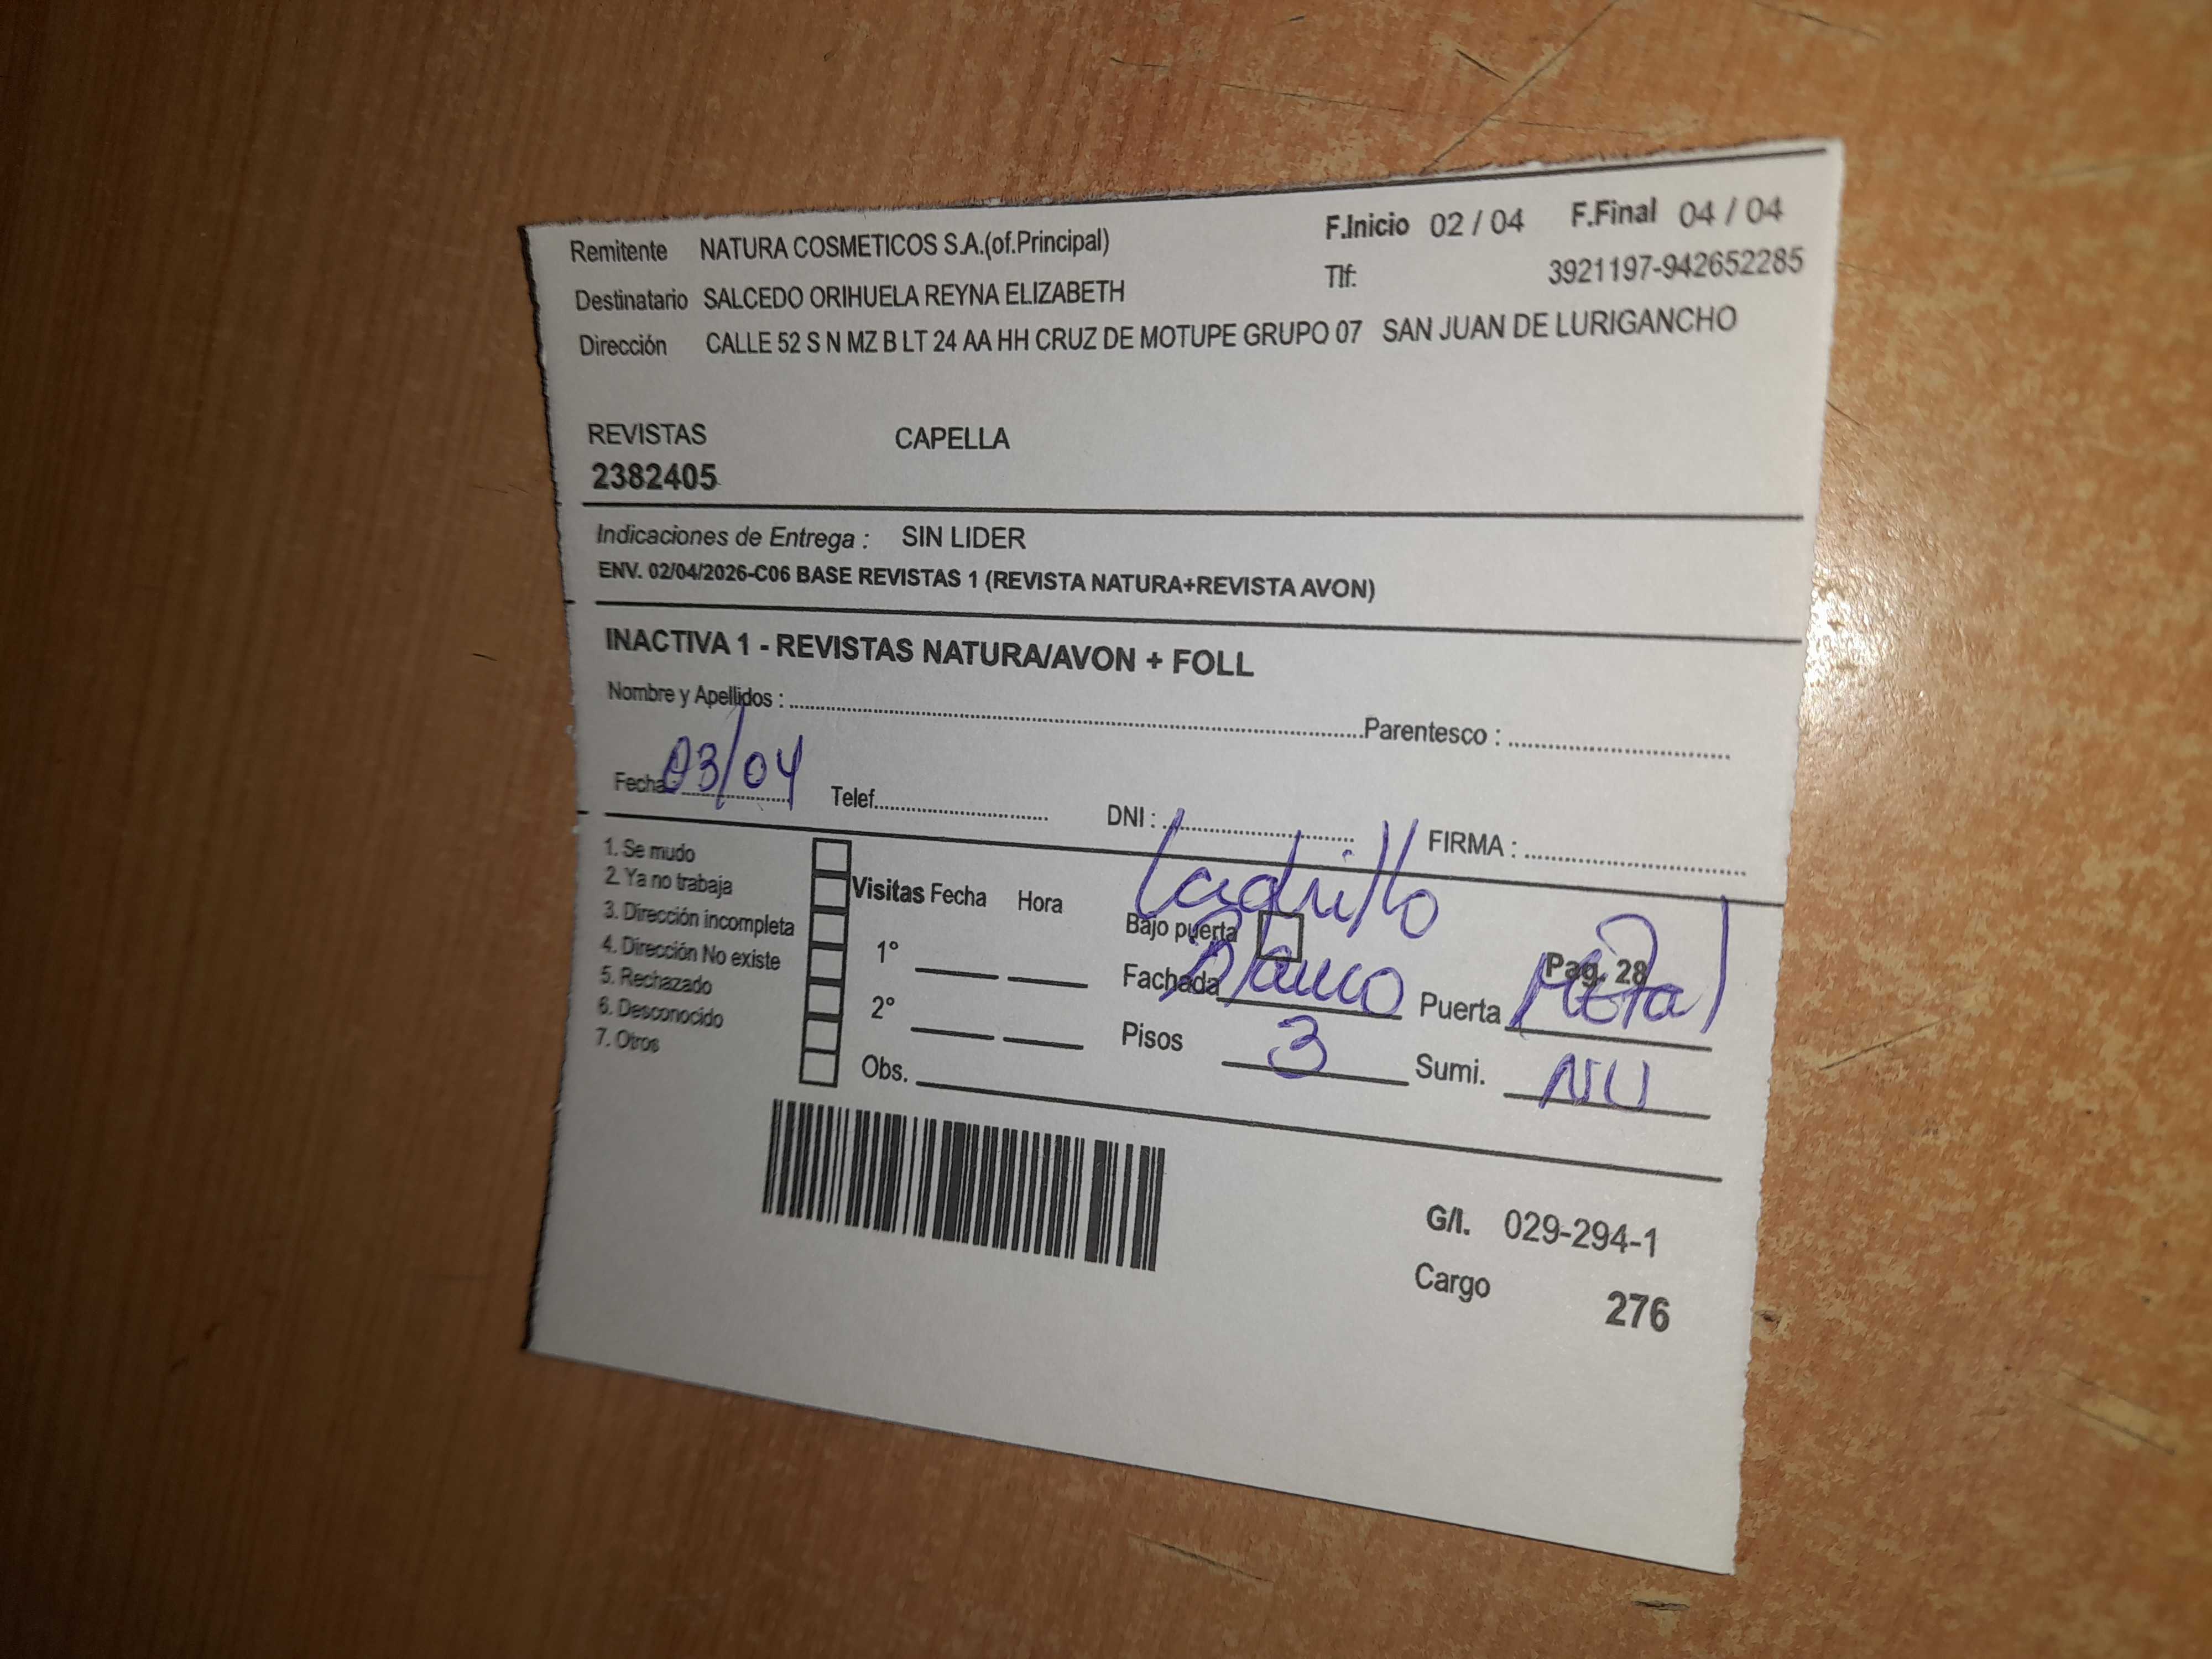 Remitente NATURA COSMETICOS S.A.(of.Principal) F.Inicio 02 / 04 F.Final 04 / 04
Destinatario SALCEDO ORIHUELA REYNA ELIZABETH Tlf: 3921197-942652285
Dirección CALLE 52 S N MZ B LT 24 AA HH CRUZ DE MOTUPE GRUPO 07 SAN JUAN DE LURIGANCHO
REVISTAS CAPELLA
2382405
Indicaciones de Entrega : SIN LIDER
ENV. 02/04/2026-C06 BASE REVISTAS 1 (REVISTA NATURA+REVISTA AVON)
INACTIVA 1 - REVISTAS NATURA/AVON + FOLL
Nombre y Apellidos : Parentesco :
Fecha : 03/04 Telef. DNI : FIRMA :
1. Se mudo
2. Ya no trabaja
3. Dirección incompleta
4. Dirección No existe
5. Rechazado
6. Desconocido
7. Otros
Visitas Fecha Hora
1°
2°
Obs.
Ladrillo
Bajo puerta Pag. 28
Fachada Blanco Puerta Metal
Pisos 3 Sumi. NU
G/I. 029-294-1
Cargo 276